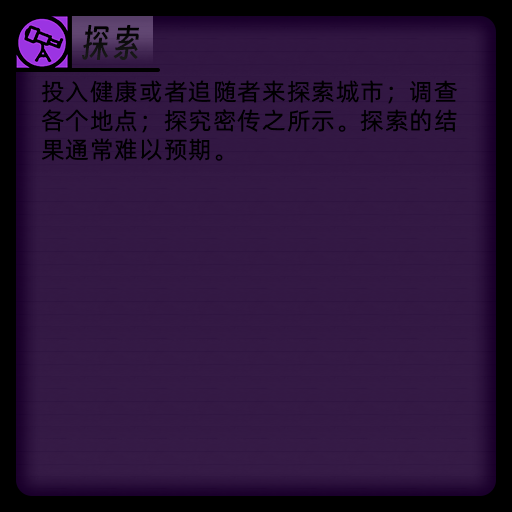 探索
投入健康或者追随者来探索城市；调查
各个地点；探究密传之所示。探索的结
果通常难以预期。